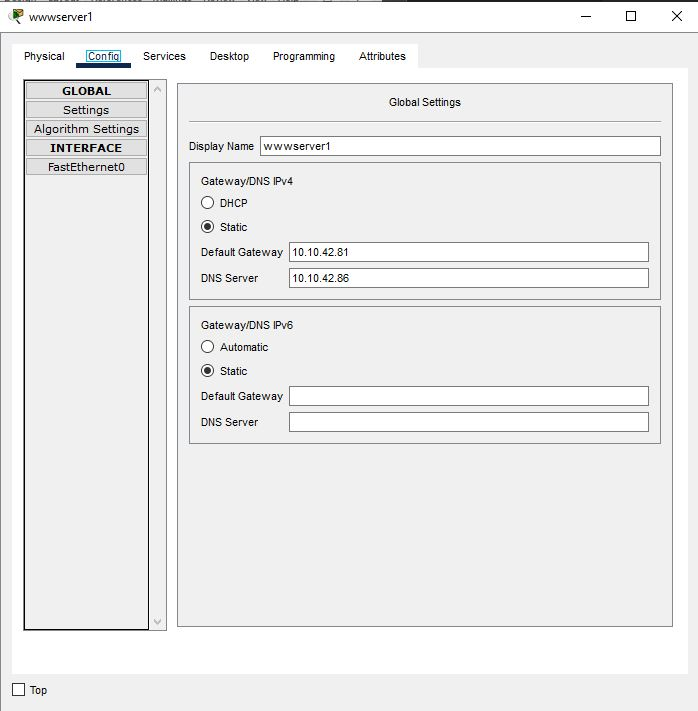 wwwserver1
Physical Config Services Desktop Programming Attributes
GLOBAL
Settings
Algorithm Settings
INTERFACE
FastEthernet0
Global Settings
Display Name wwwserver1
Gateway/DNS IPv4
DHCP
Static
Default Gateway 10.10.42.81
DNS Server 10.10.42.86
Gateway/DNS IPv6
Automatic
Static
Default Gateway
DNS Server
Top